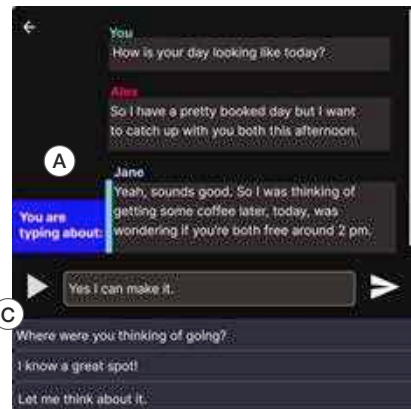 You
How is your day looking like today?
Alex
So I have a pretty booked day but I want
to catch up with you both this afternoon.
A
Jane
Yeah, sounds good. So I was thinking of
getting some coffee later, today, was
wondering if you're both free around 2 pm.
You are
typing about:
Yes I can make it.
C
Where were you thinking of going?
I know a great spot!
Let me think about it.